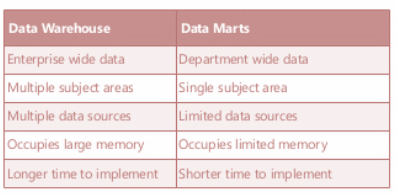 Data Warehouse Data Marts
Enterprise wide data Department wide data
Multiple subject areas Single subject area
Multiple data sources Limited data sources
Occupies large memory Occupies limited memory
Longer time to implement Shorter time to implement